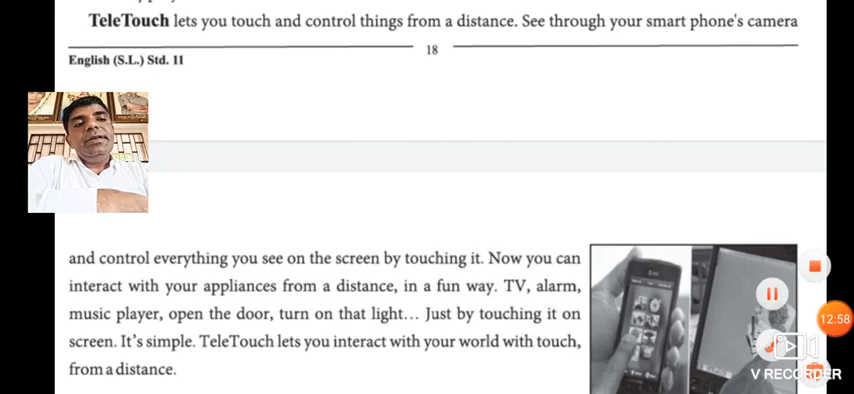 TeleTouch lets you touch and control things from a distance. See through your smart phone's camera
18
English (S.L.) Std. 11
and control everything you see on the screen by touching it. Now you can
interact with your appliances from a distance, in a fun way. TV, alarm,
music player, open the door, turn on that light... Just by touching it on
screen. It's simple. TeleTouch lets you interact with your world with touch,
from a distance.
12:58
V RECORDER